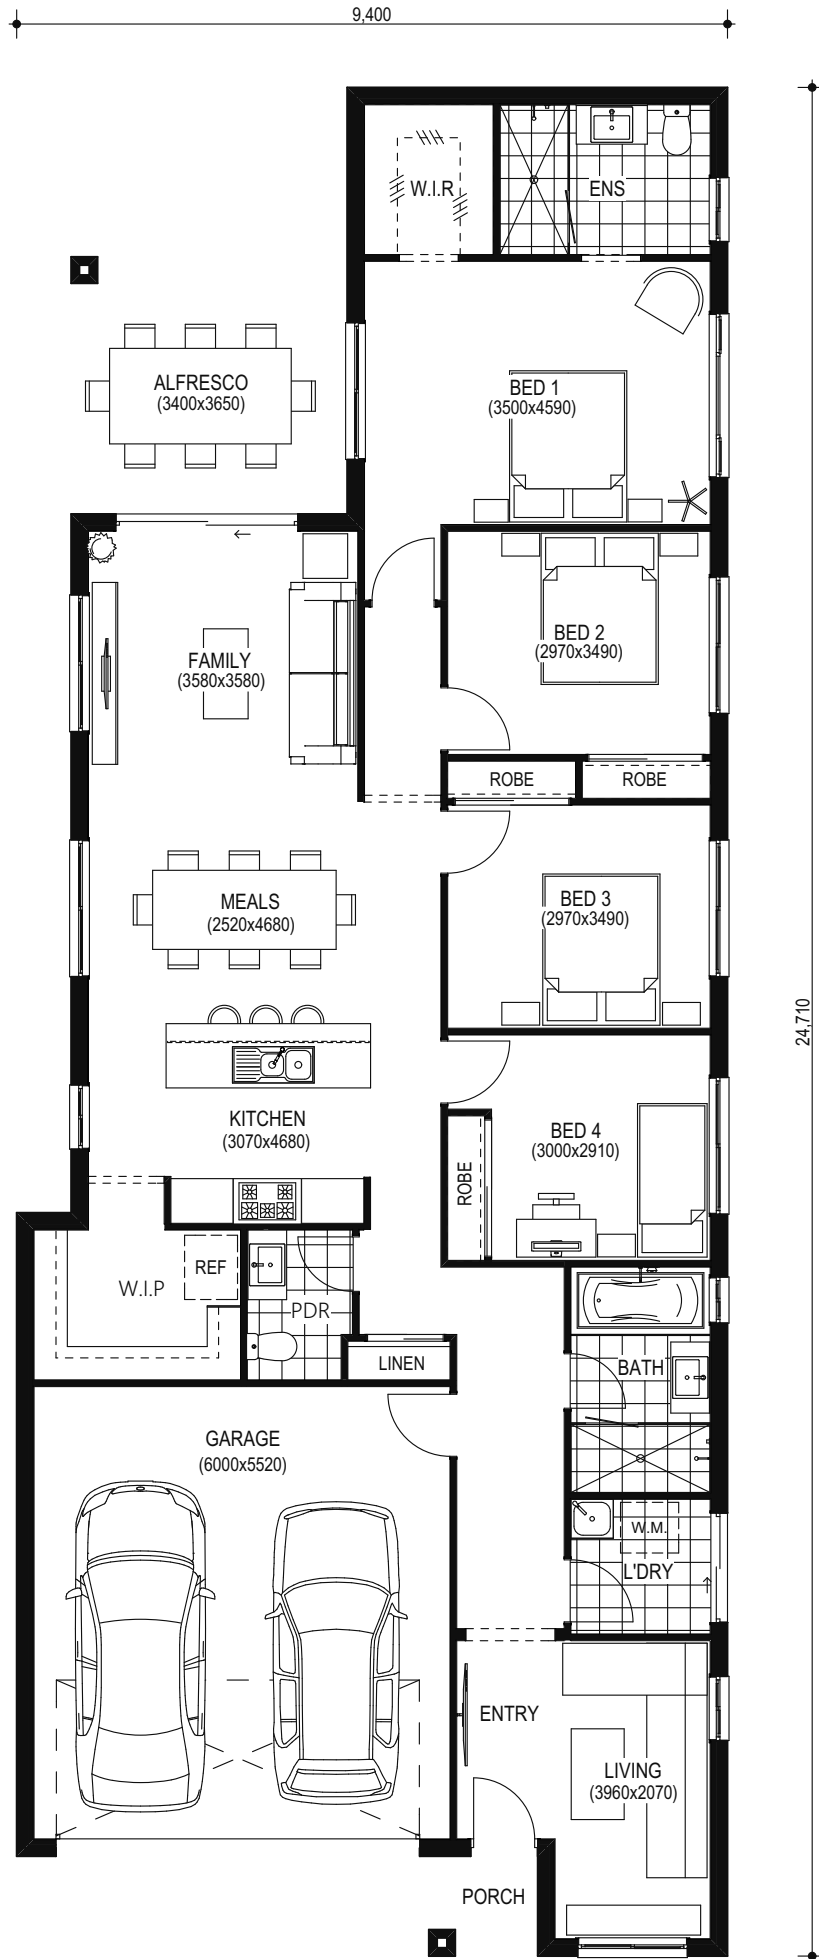 9,400
W.I.R
ENS
ALFRESCO
(3400x3650)
BED 1
(3500x4590)
BED 2
(2970x3490)
FAMILY
(3580x3580)
ROBE
ROBE
MEALS
(2520x4680)
BED 3
(2970x3490)
24,710
KITCHEN
(3070x4680)
BED 4
(3000x2910)
ROBE
W.I.P
REF
PDR
LINEN
BATH
GARAGE
(6000x5520)
W.M.
L'DRY
ENTRY
LIVING
(3960x2070)
PORCH